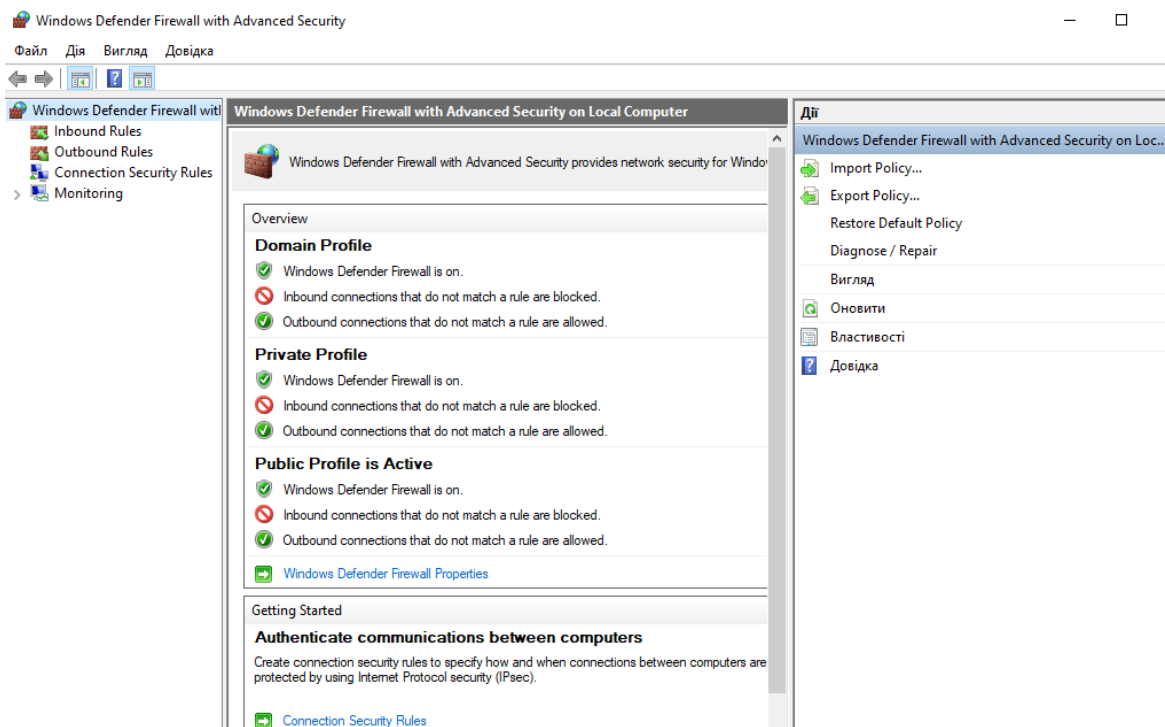 Windows Defender Firewall with Advanced Security
Файл Дія Вигляд Довідка
Windows Defender Firewall wit
Inbound Rules
Outbound Rules
Connection Security Rules
Monitoring
Windows Defender Firewall with Advanced Security on Local Computer
Windows Defender Firewall with Advanced Security provides network security for Window
Overview
Domain Profile
Windows Defender Firewall is on.
Inbound connections that do not match a rule are blocked.
Outbound connections that do not match a rule are allowed.
Private Profile
Windows Defender Firewall is on.
Inbound connections that do not match a rule are blocked.
Outbound connections that do not match a rule are allowed.
Public Profile is Active
Windows Defender Firewall is on.
Inbound connections that do not match a rule are blocked.
Outbound connections that do not match a rule are allowed.
Windows Defender Firewall Properties
Getting Started
Authenticate communications between computers
Create connection security rules to specify how and when connections between computers are
protected by using Internet Protocol security (IPsec).
Connection Security Rules
Дії
Windows Defender Firewall with Advanced Security on Loc...
Import Policy...
Export Policy...
Restore Default Policy
Diagnose / Repair
Вигляд
Оновити
Властивості
Довідка